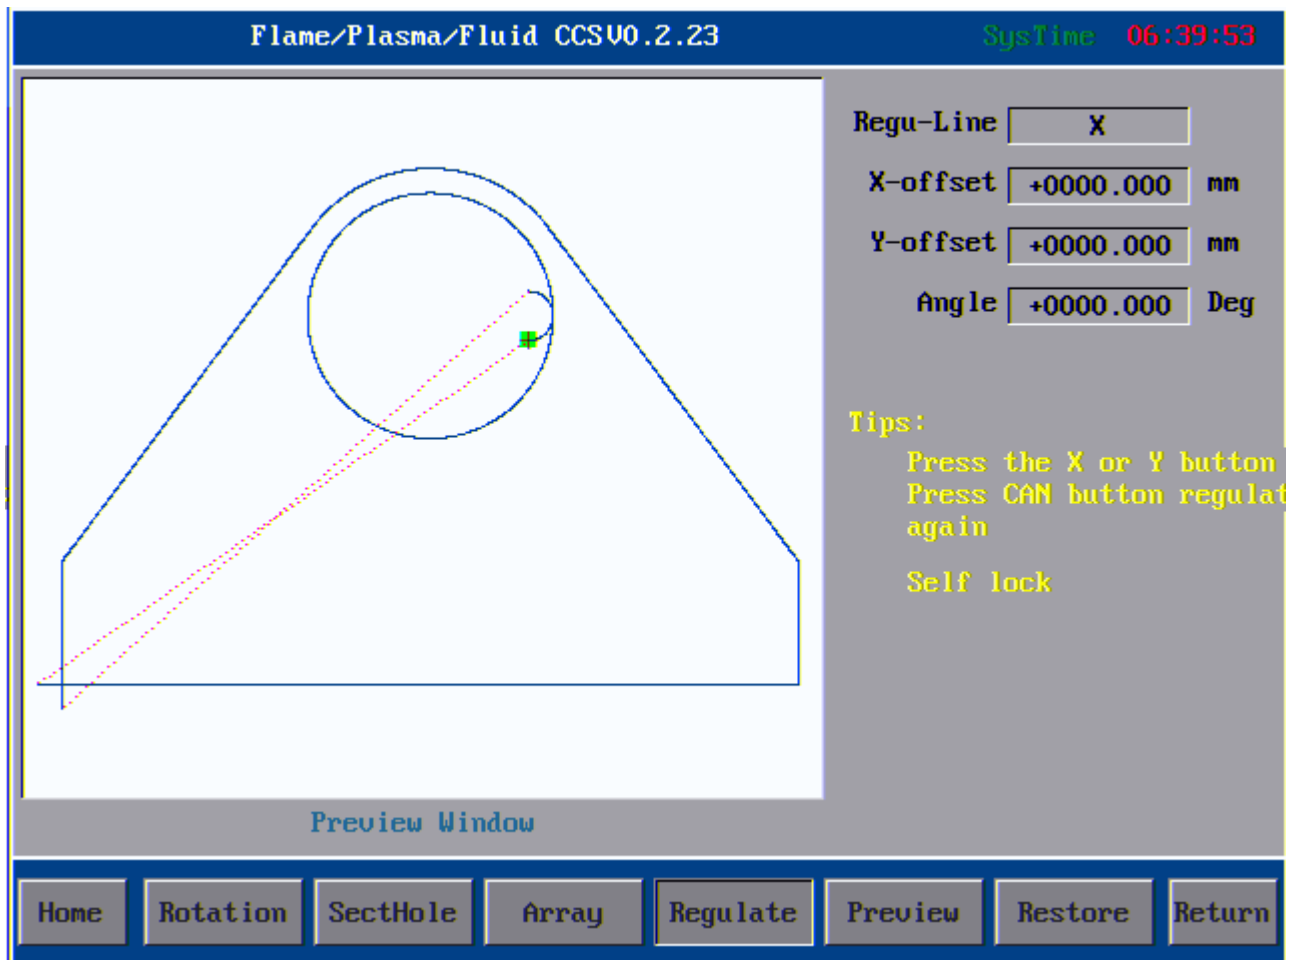 Flame/Plasma/Fluid CCSV0.2.23 SysTime 06:39:53
Regu-Line X
X-offset +0000.000 mm
Y-offset +0000.000 mm
Angle +0000.000 Deg
Tips:
Press the X or Y button
Press CAN button regulat
again
Self lock
Preview Window
Home Rotation SectHole Array Regulate Preview Restore Return